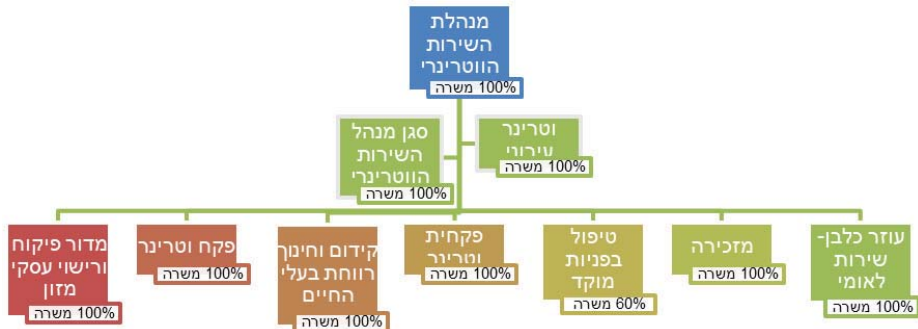 מנהלת
השירות
הווטרינרי
100% משרה
וטרינר
עירוני
100% משרה
סגן מנהל
השירות
הווטרינרי
100% משרה
עוזר כלבן-
שירות
לאומי
100% משרה
מזכירה
100% משרה
טיפול
בפניות
מוקד
60% משרה
פקחית
וטרינר
100% משרה
קידום וחינוך
רווחת בעלי
החיים
100% משרה
פקח וטרינר
100% משרה
מדור פיקוח
ורישוי עסקי
מזון
100% משרה